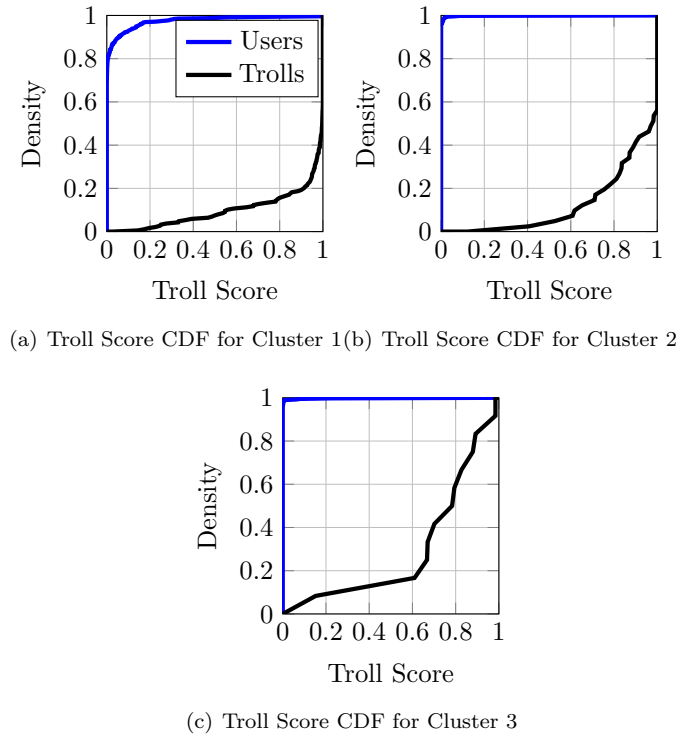 1
0.8
0.6
0.4
0.2
0
Density
Users
Trolls
0 0.2 0.4 0.6 0.8 1
Troll Score
(a) Troll Score CDF for Cluster 1
1
0.8
0.6
0.4
0.2
0
Density
0 0.2 0.4 0.6 0.8 1
Troll Score
(b) Troll Score CDF for Cluster 2
1
0.8
0.6
0.4
0.2
0
Density
0 0.2 0.4 0.6 0.8 1
Troll Score
(c) Troll Score CDF for Cluster 3